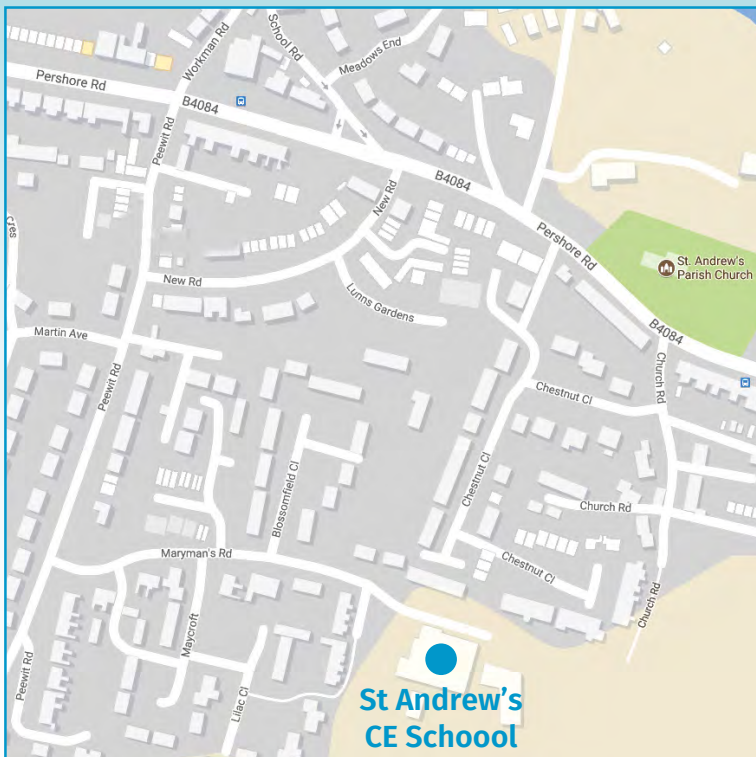 School Rd
Workman Rd
Meadows End
Pershore Rd
B4084
Peewit Rd
B4084
New Rd
Pershore Rd
St. Andrew's
Parish Church
New Rd
Lunns Gardens
B4084
Martin Ave
Church Rd
Peewit Rd
Chestnut Cl
Blossomfield Cl
Chestnut Cl
Church Rd
Maryman's Rd
Chestnut Cl
Church Rd
Maycroft
Peewit Rd
Lilac Cl
St Andrew's
CE Schoool